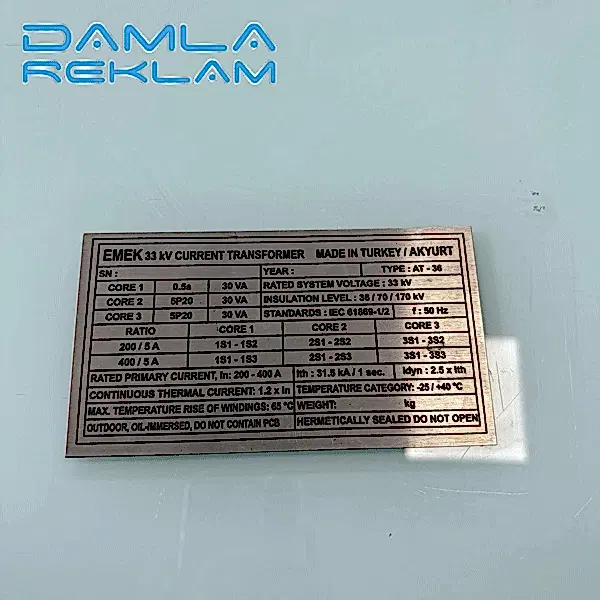 DAMLA
REKLAM
EMEK 33 kV CURRENT TRANSFORMER MADE IN TURKEY / AKYURT
SN : YEAR : TYPE : AT - 36
CORE 1 0.5s 30 VA RATED SYSTEM VOLTAGE : 33 kV
CORE 2 5P20 30 VA INSULATION LEVEL : 36 / 70 / 170 kV
CORE 3 5P20 30 VA STANDARDS : IEC 61869-1/2 f : 50 Hz
RATIO CORE 1 CORE 2 CORE 3
200 / 5 A 1S1 - 1S2 2S1 - 2S2 3S1 - 3S2
400 / 5 A 1S1 - 1S3 2S1 - 2S3 3S1 - 3S3
RATED PRIMARY CURRENT, In: 200 - 400 A Ith : 31.5 kA / 1 sec. Idyn : 2.5 x Ith
CONTINUOUS THERMAL CURRENT: 1.2 x In TEMPERATURE CATEGORY: -25 / +40 °C
MAX. TEMPERATURE RISE OF WINDINGS: 65 °C WEIGHT: kg
OUTDOOR, OIL-IMMERSED, DO NOT CONTAIN PCB HERMETICALLY SEALED DO NOT OPEN